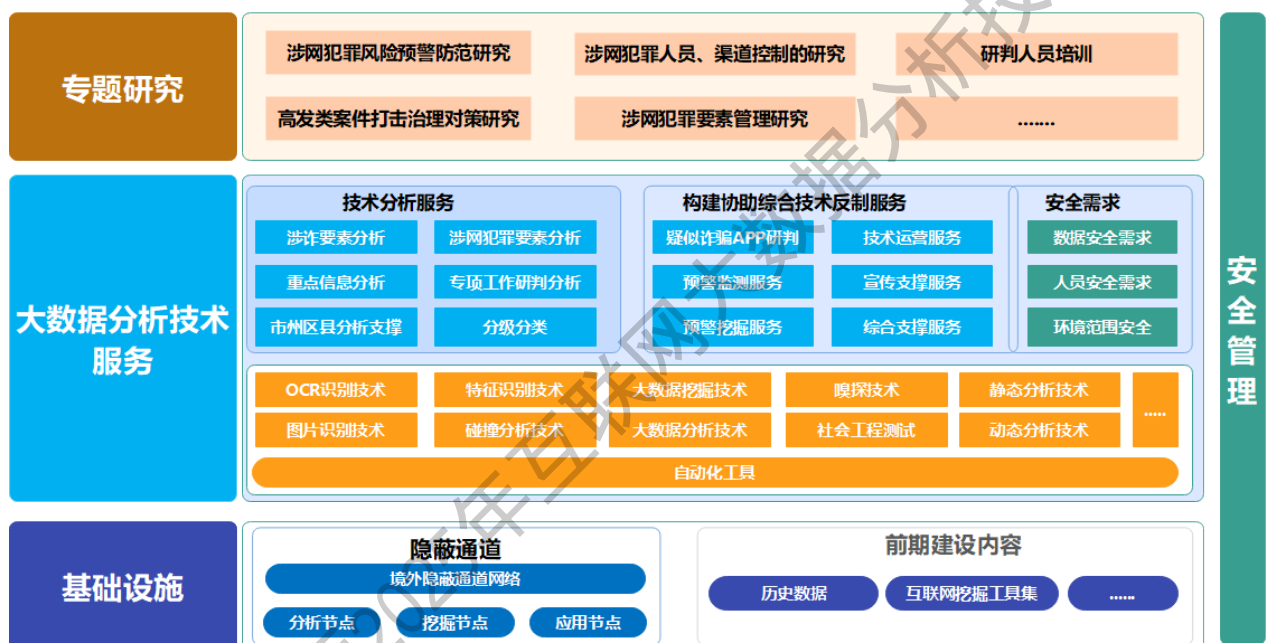 专题研究
涉网犯罪风险预警防范研究
涉网犯罪人员、渠道控制的研究
研判人员培训
高发类案件打击治理对策研究
涉网犯罪要素管理研究
.......
大数据分析技术
服务
技术分析服务
涉诈要素分析
涉网犯罪要素分析
重点信息分析
专项工作研判分析
市州区县分析支撑
分级分类
构建协助综合技术反制服务
疑似诈骗APP研判
技术运营服务
预警监测服务
宣传支撑服务
预警挖掘服务
综合支撑服务
安全需求
数据安全需求
人员安全需求
环境范围安全
OCR识别技术
特征识别技术
大数据挖掘技术
嗅探技术
静态分析技术
.....
图片识别技术
碰撞分析技术
大数据分析技术
社会工程测试
动态分析技术
自动化工具
基础设施
隐蔽通道
境外隐蔽通道网络
分析节点
挖掘节点
应用节点
前期建设内容
历史数据
互联网挖掘工具集
......
安全管理
2025年互联网大数据分析技